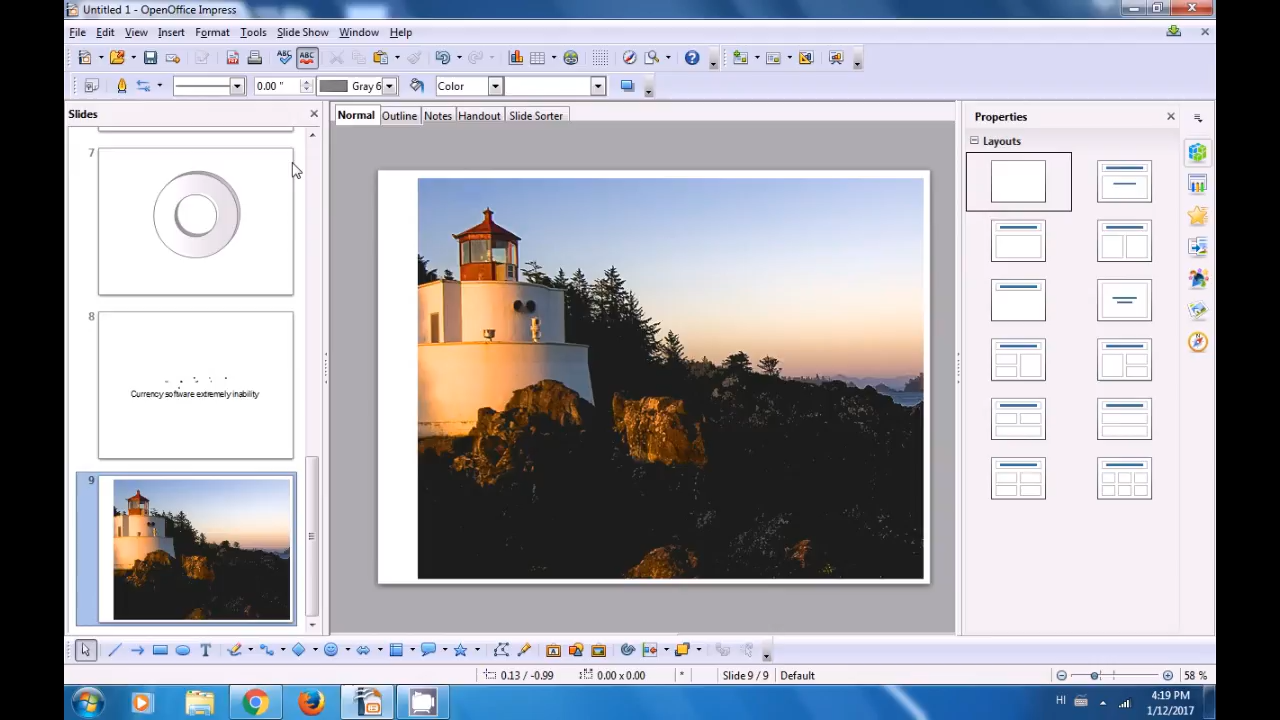 Untitled 1 - OpenOffice Impress
File Edit View Insert Format Tools Slide Show Window Help
0.00 " Gray 6 Color
Slides
Normal Outline Notes Handout Slide Sorter
Properties
Layouts
7
8
Currency software extremely inability
9
0.13 / -0.99 0.00 x 0.00 * Slide 9 / 9 Default 58 %
HI 4:19 PM
1/12/2017